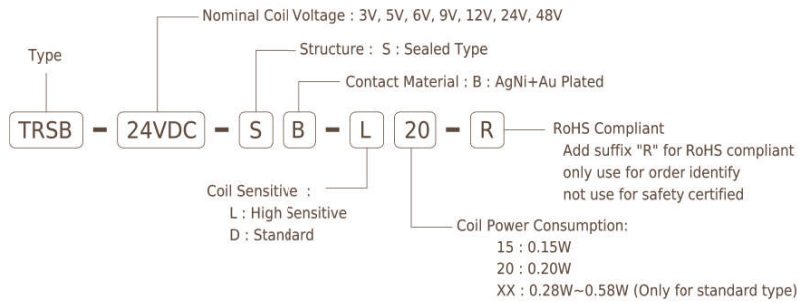 Nominal Coil Voltage : 3V, 5V, 6V, 9V, 12V, 24V, 48V
Structure : S : Sealed Type
Type
Contact Material : B : AgNi+Au Plated
TRSB - 24VDC - S B - L 20 - R
RoHS Compliant
Add suffix "R" for RoHS compliant
only use for order identify
not use for safety certified
Coil Sensitive :
L : High Sensitive
D : Standard
Coil Power Consumption:
15 : 0.15W
20 : 0.20W
XX : 0.28W~0.58W (Only for standard type)